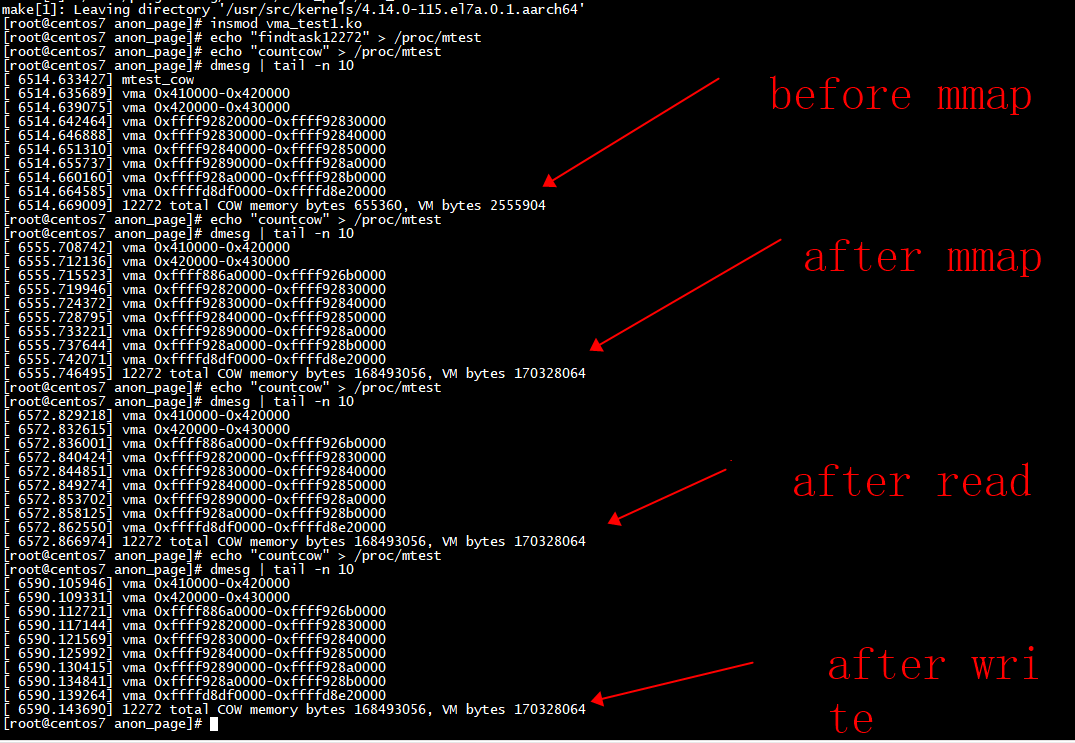 make[1]: Leaving directory '/usr/src/kernels/4.14.0-115.el7a.0.1.aarch64'
[root@centos7 anon_page]# insmod vma_test1.ko
[root@centos7 anon_page]# echo "findtask12272" > /proc/mtest
[root@centos7 anon_page]# echo "countcow" > /proc/mtest
[root@centos7 anon_page]# dmesg | tail -n 10
[ 6514.633427] mtest_cow
[ 6514.635689] vma 0x410000-0x420000
[ 6514.639075] vma 0x420000-0x430000
[ 6514.642464] vma 0xffff92820000-0xffff92830000
[ 6514.646888] vma 0xffff92830000-0xffff92840000
[ 6514.651310] vma 0xffff92840000-0xffff92850000
[ 6514.655737] vma 0xffff92890000-0xffff928a0000
[ 6514.660160] vma 0xffff928a0000-0xffff928b0000
[ 6514.664585] vma 0xffffd8df0000-0xffffd8e20000
[ 6514.669009] 12272 total COW memory bytes 655360, VM bytes 2555904
before mmap
[root@centos7 anon_page]# echo "countcow" > /proc/mtest
[root@centos7 anon_page]# dmesg | tail -n 10
[ 6555.708742] vma 0x410000-0x420000
[ 6555.712136] vma 0x420000-0x430000
[ 6555.715523] vma 0xffff886a0000-0xffff926b0000
[ 6555.719946] vma 0xffff92820000-0xffff92830000
[ 6555.724372] vma 0xffff92830000-0xffff92840000
[ 6555.728795] vma 0xffff92840000-0xffff92850000
[ 6555.733221] vma 0xffff92890000-0xffff928a0000
[ 6555.737644] vma 0xffff928a0000-0xffff928b0000
[ 6555.742071] vma 0xffffd8df0000-0xffffd8e20000
[ 6555.746495] 12272 total COW memory bytes 168493056, VM bytes 170328064
after mmap
[root@centos7 anon_page]# echo "countcow" > /proc/mtest
[root@centos7 anon_page]# dmesg | tail -n 10
[ 6572.829218] vma 0x410000-0x420000
[ 6572.832615] vma 0x420000-0x430000
[ 6572.836001] vma 0xffff886a0000-0xffff926b0000
[ 6572.840424] vma 0xffff92820000-0xffff92830000
[ 6572.844851] vma 0xffff92830000-0xffff92840000
[ 6572.849274] vma 0xffff92840000-0xffff92850000
[ 6572.853702] vma 0xffff92890000-0xffff928a0000
[ 6572.858125] vma 0xffff928a0000-0xffff928b0000
[ 6572.862550] vma 0xffffd8df0000-0xffffd8e20000
[ 6572.866974] 12272 total COW memory bytes 168493056, VM bytes 170328064
after read
[root@centos7 anon_page]# echo "countcow" > /proc/mtest
[root@centos7 anon_page]# dmesg | tail -n 10
[ 6590.105946] vma 0x410000-0x420000
[ 6590.109331] vma 0x420000-0x430000
[ 6590.112721] vma 0xffff886a0000-0xffff926b0000
[ 6590.117144] vma 0xffff92820000-0xffff92830000
[ 6590.121569] vma 0xffff92830000-0xffff92840000
[ 6590.125992] vma 0xffff92840000-0xffff92850000
[ 6590.130415] vma 0xffff92890000-0xffff928a0000
[ 6590.134841] vma 0xffff928a0000-0xffff928b0000
[ 6590.139264] vma 0xffffd8df0000-0xffffd8e20000
[ 6590.143690] 12272 total COW memory bytes 168493056, VM bytes 170328064
[root@centos7 anon_page]#
after wri
te